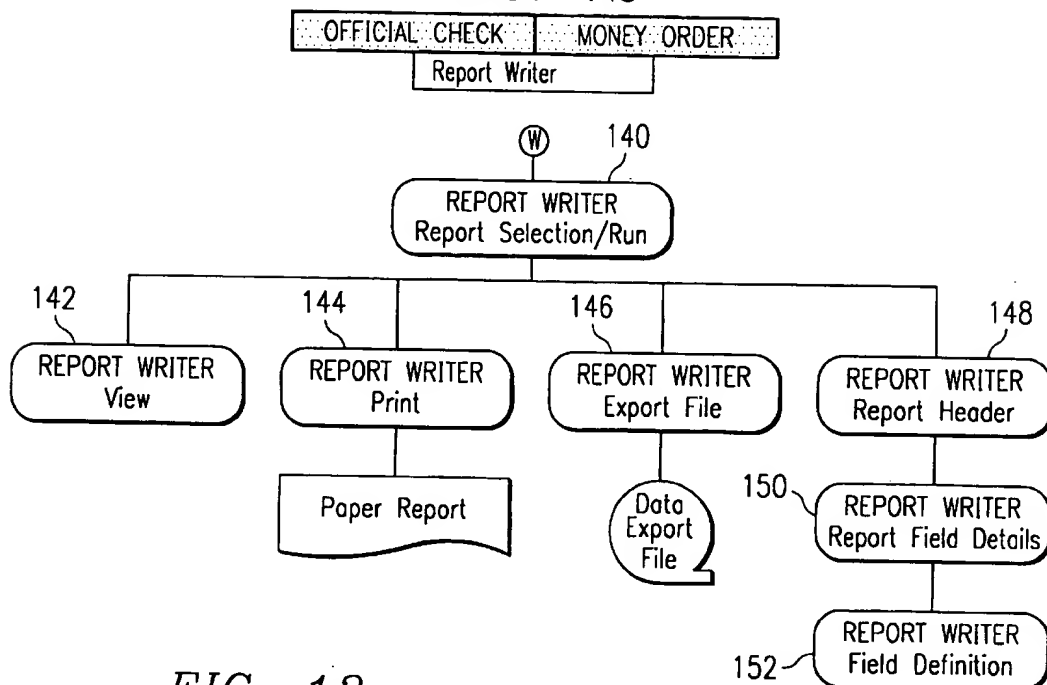 OFFICIAL CHECK MONEY ORDER
Report Writer
W
140
REPORT WRITER
Report Selection/Run
142
REPORT WRITER
View
144
REPORT WRITER
Print
Paper Report
146
REPORT WRITER
Export File
Data
Export
File
148
REPORT WRITER
Report Header
150
REPORT WRITER
Report Field Details
152
REPORT WRITER
Field Definition